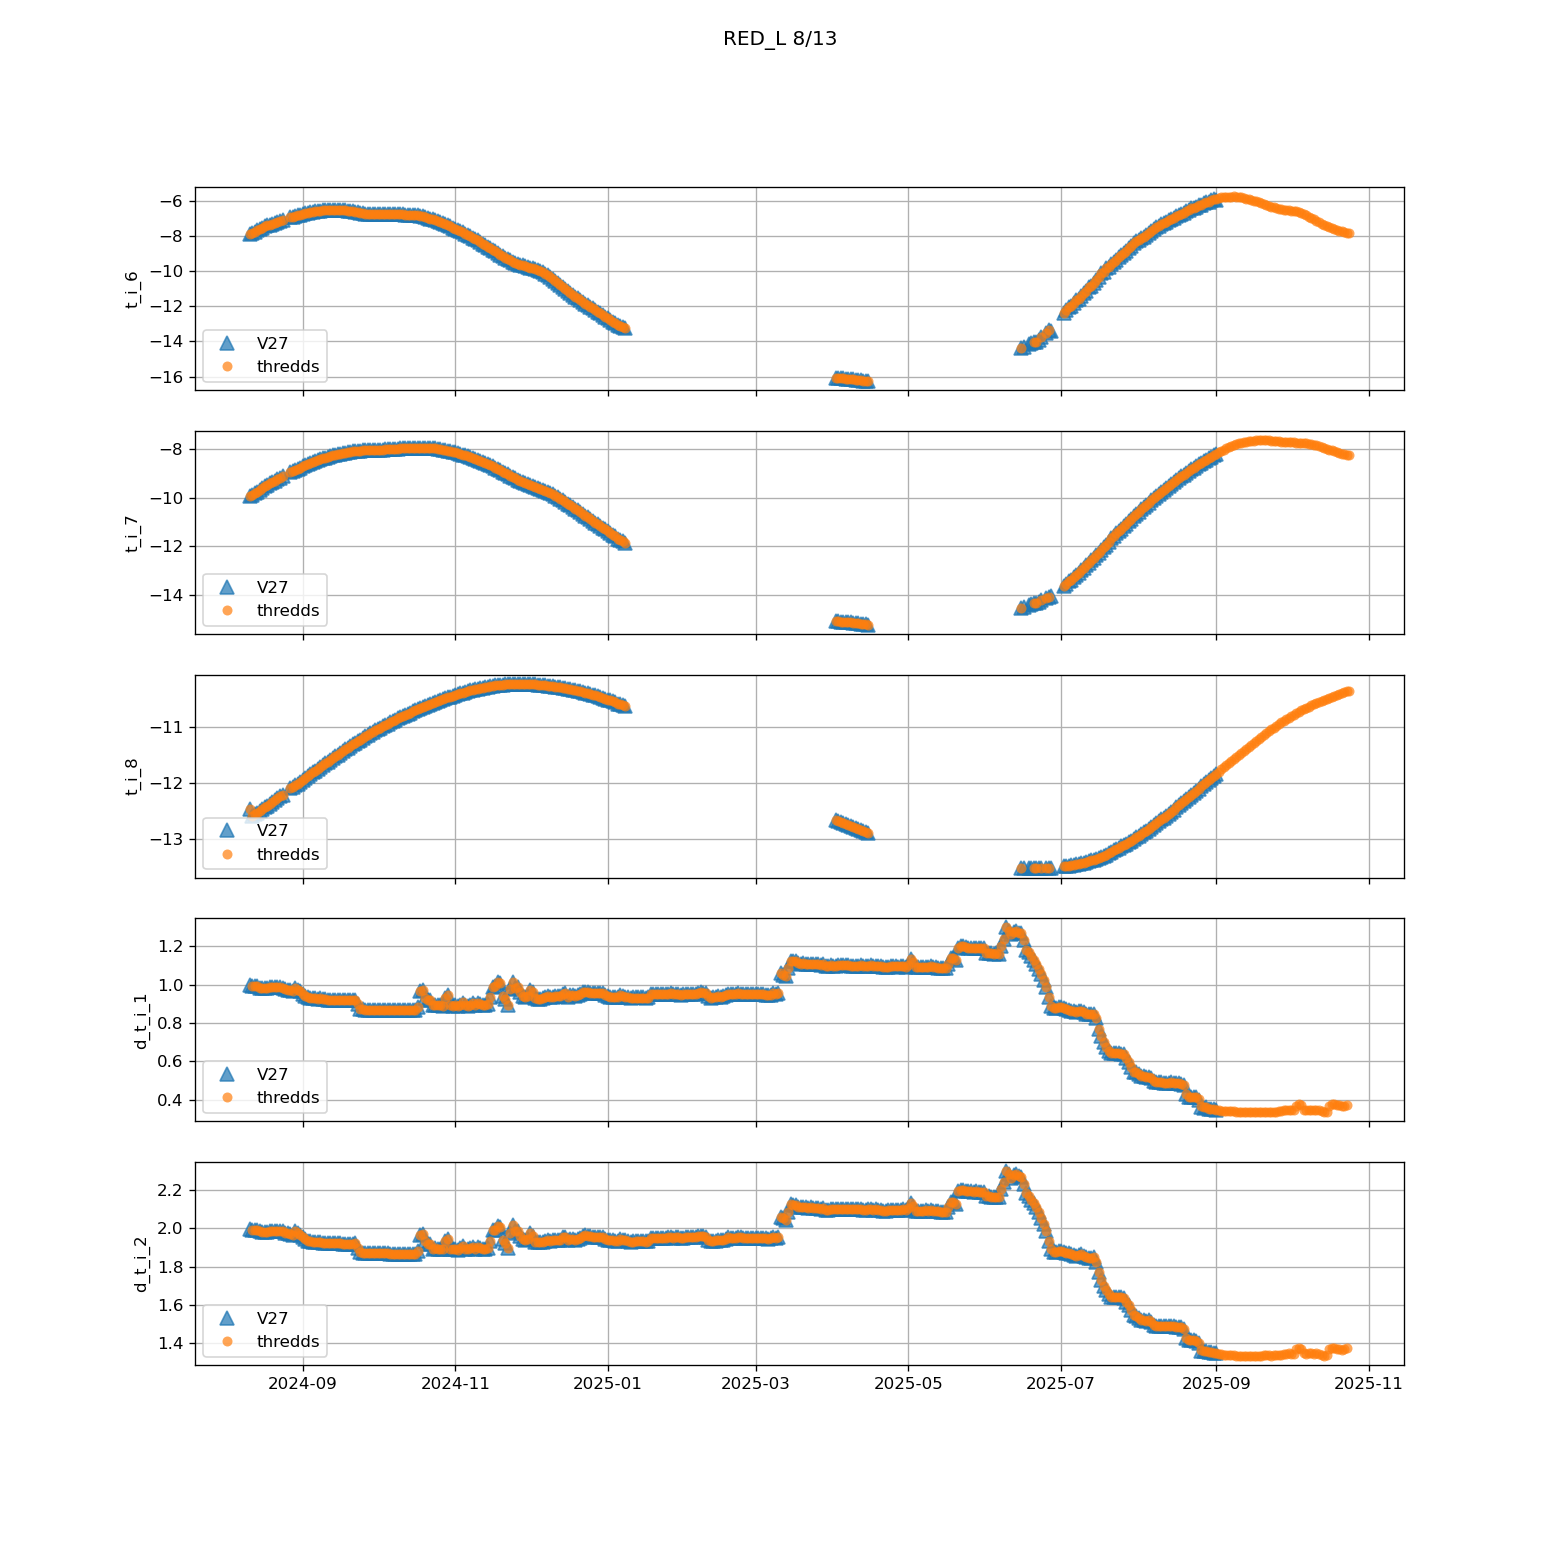 RED_L 8/13
−6
−8
−10
−12
−14
−16
t_i_6
V27
thredds
−8
−10
−12
−14
t_i_7
V27
thredds
−11
−12
−13
t_i_8
V27
thredds
1.2
1.0
0.8
0.6
0.4
d_t_i_1
V27
thredds
2.2
2.0
1.8
1.6
1.4
d_t_i_2
V27
thredds
2024-09 2024-11 2025-01 2025-03 2025-05 2025-07 2025-09 2025-11